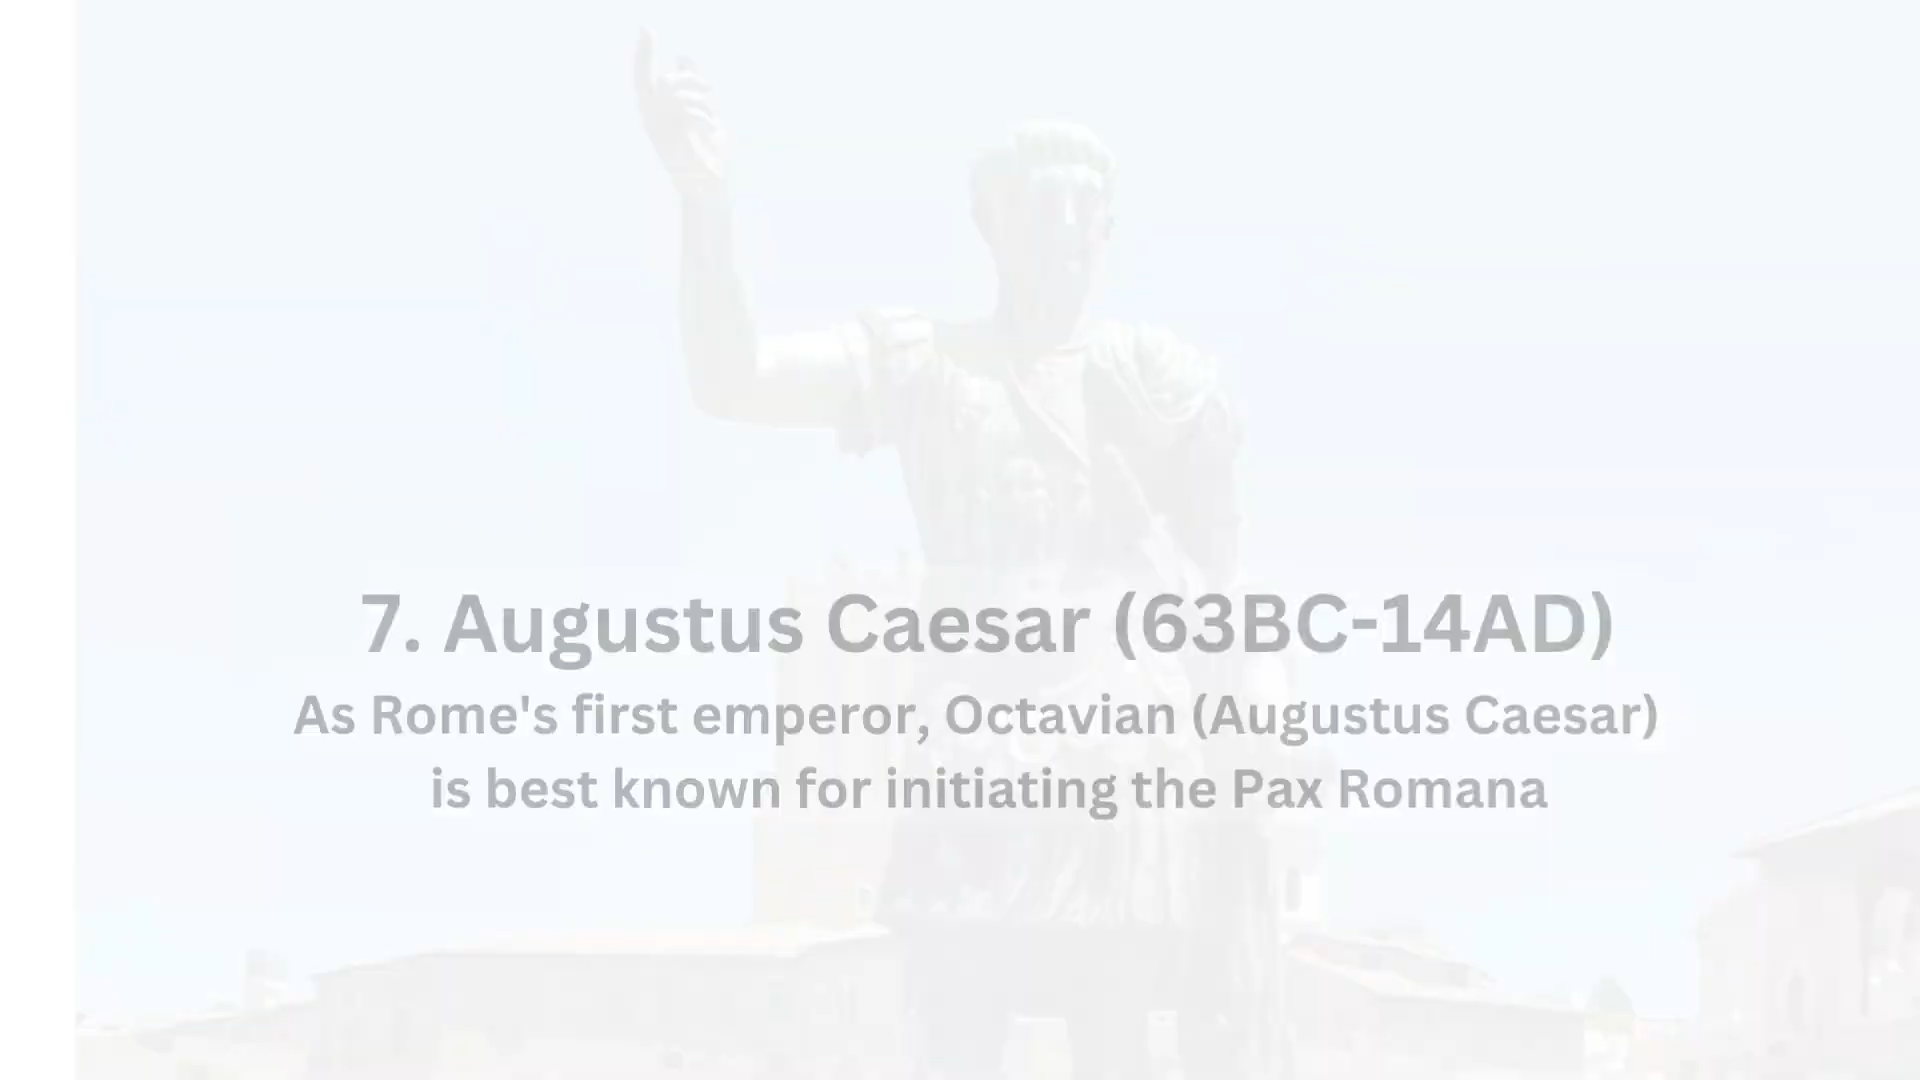 7. Augustus Caesar (63BC-14AD)
As Rome's first emperor, Octavian (Augustus Caesar)
is best known for initiating the Pax Romana